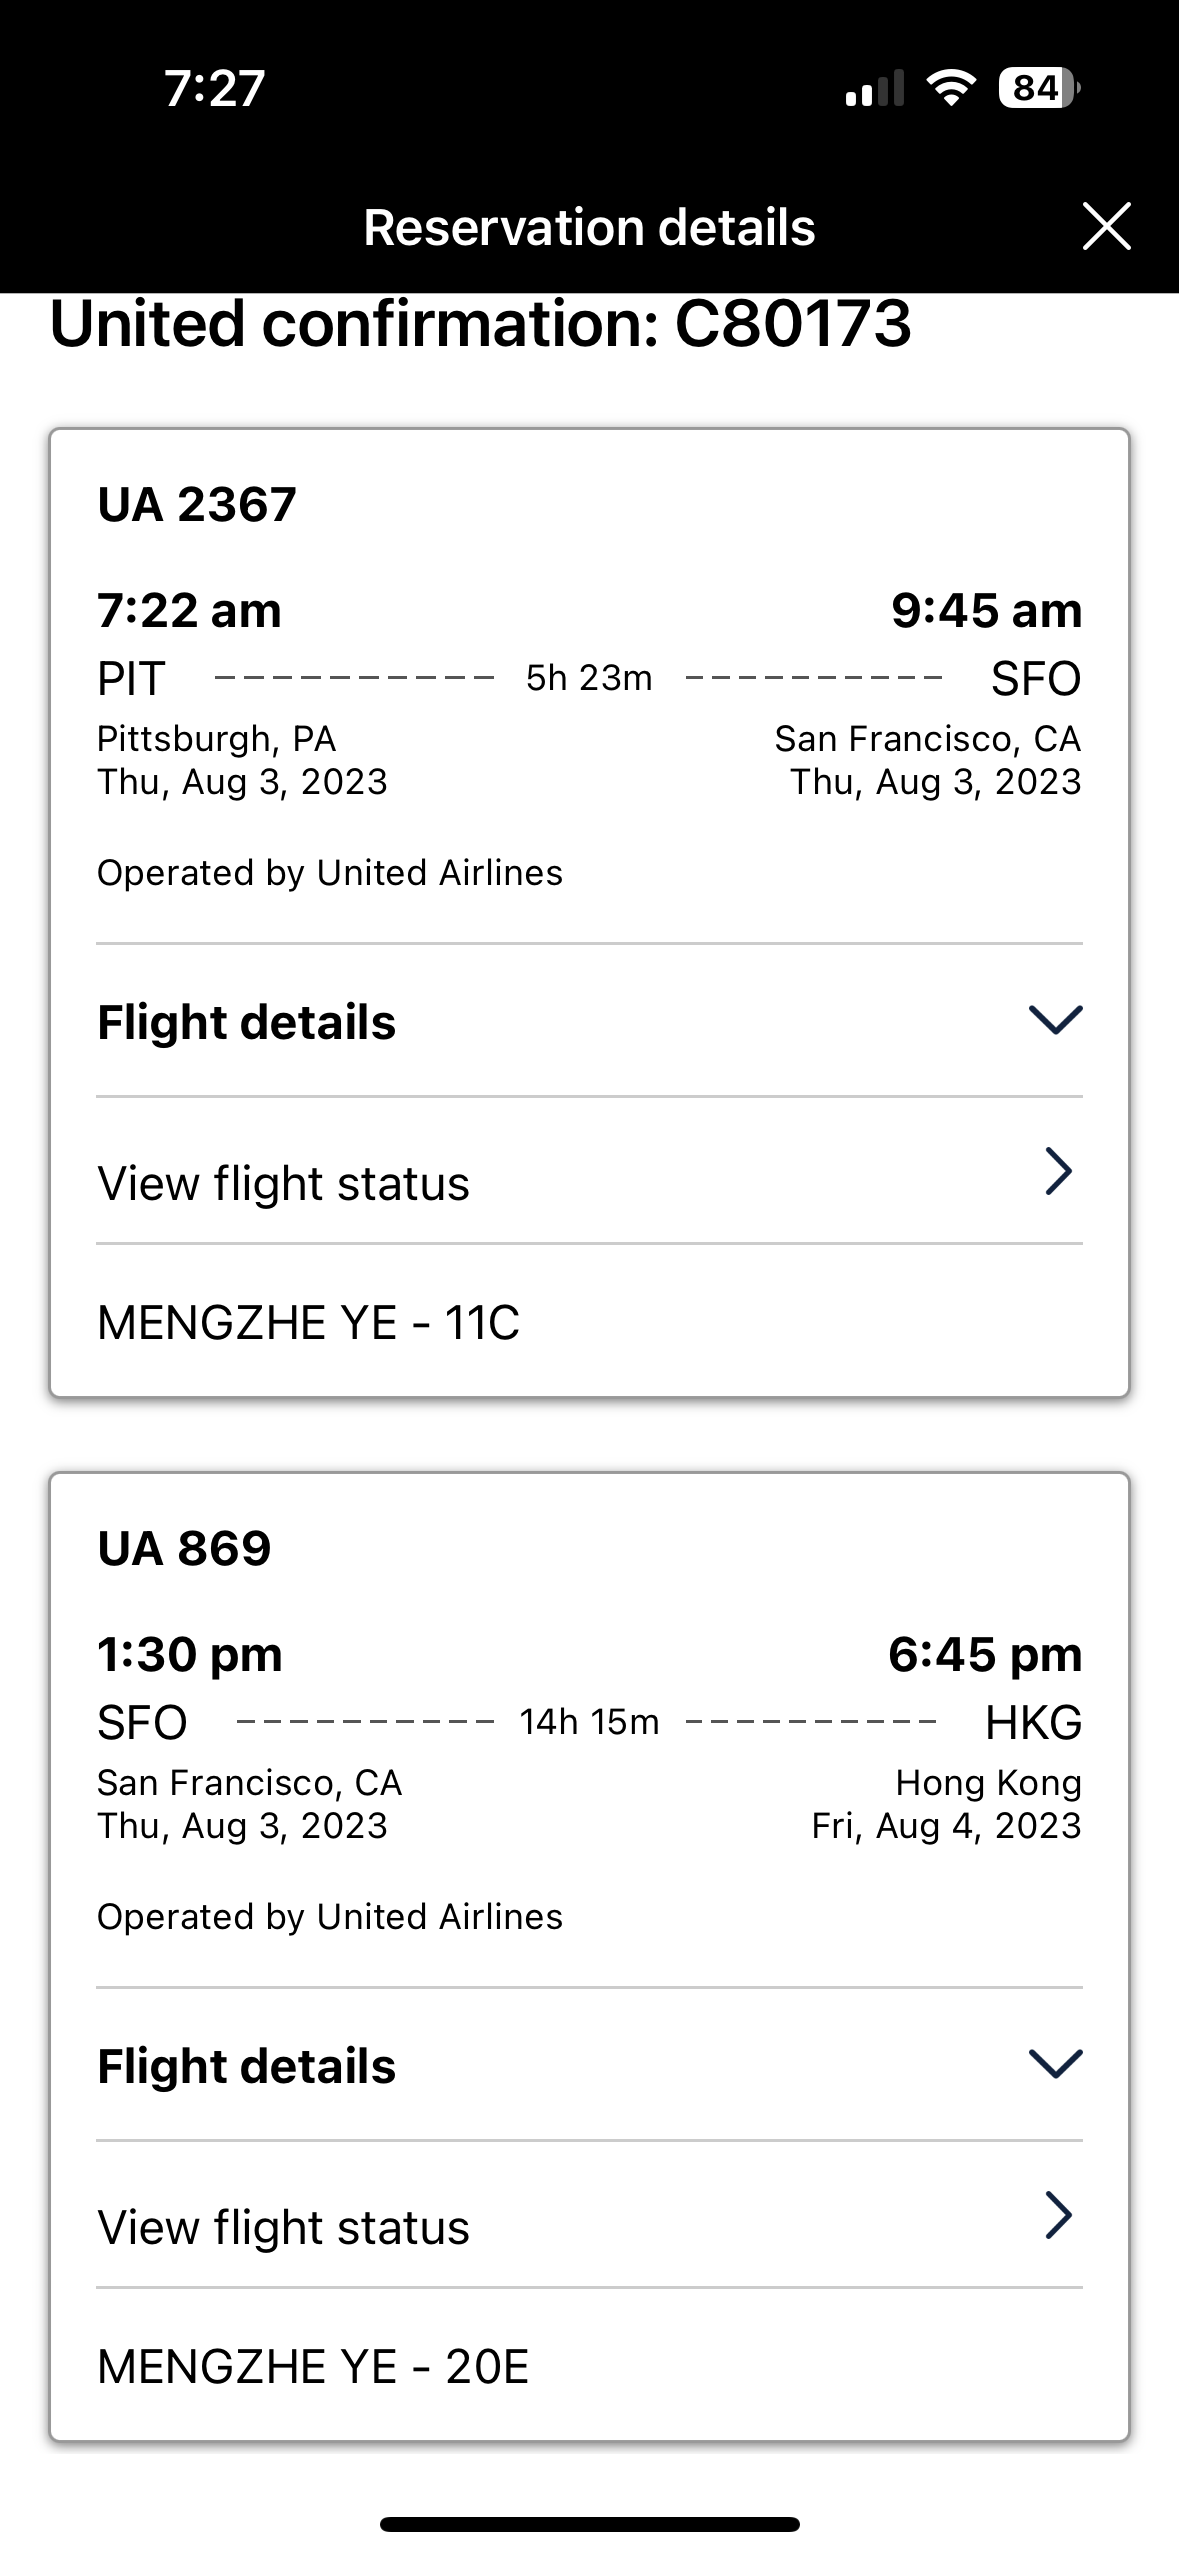 7:27
84
Reservation details
United confirmation: C80173
UA 2367
7:22 am 9:45 am
PIT 5h 23m SFO
Pittsburgh, PA San Francisco, CA
Thu, Aug 3, 2023 Thu, Aug 3, 2023
Operated by United Airlines
Flight details
View flight status
MENGZHE YE - 11C
UA 869
1:30 pm 6:45 pm
SFO 14h 15m HKG
San Francisco, CA Hong Kong
Thu, Aug 3, 2023 Fri, Aug 4, 2023
Operated by United Airlines
Flight details
View flight status
MENGZHE YE - 20E